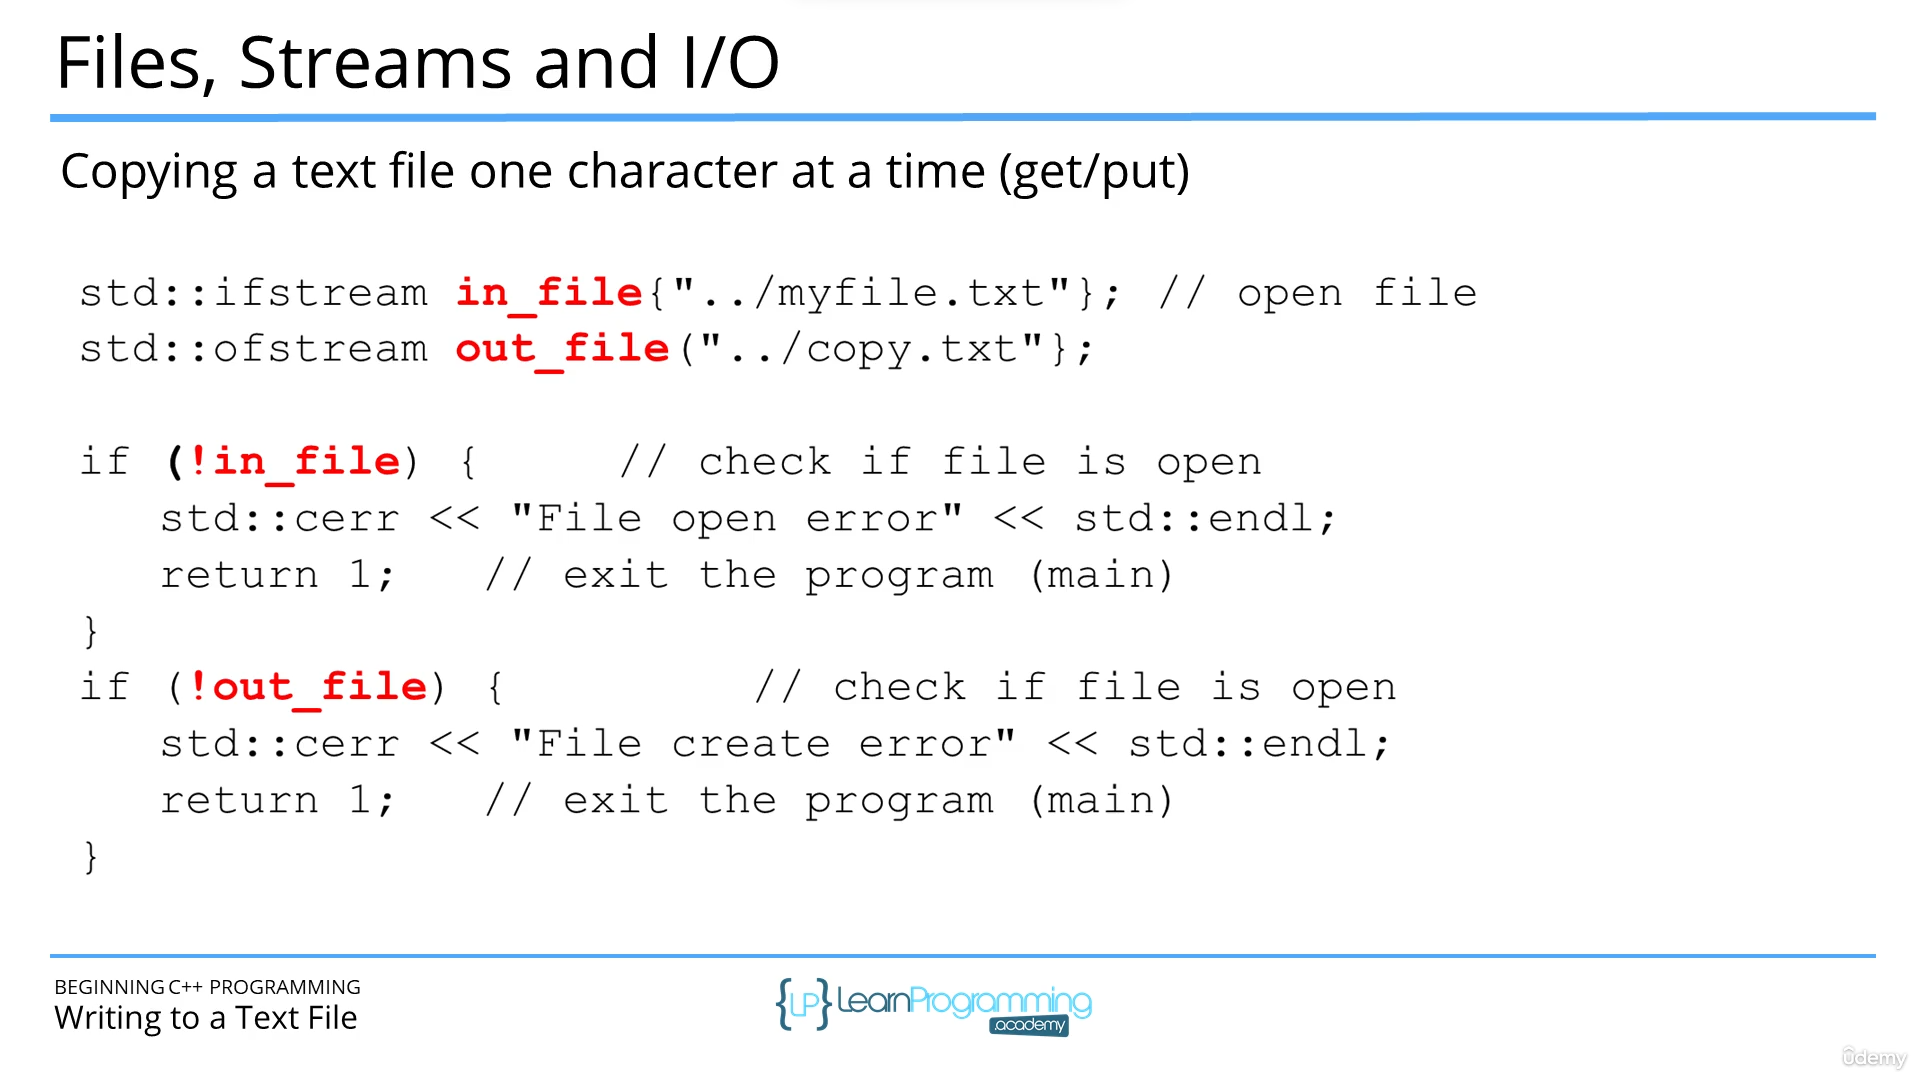 Files, Streams and I/O
Copying a text file one character at a time (get/put)
std::ifstream in_file{"../myfile.txt"}; // open file
std::ofstream out_file("../copy.txt"};
if (!in_file) {     // check if file is open
   std::cerr << "File open error" << std::endl;
   return 1;   // exit the program (main)
}
if (!out_file) {         // check if file is open
   std::cerr << "File create error" << std::endl;
   return 1;   // exit the program (main)
}
BEGINNING C++ PROGRAMMING
Writing to a Text File
{LP} LearnProgramming
.academy
ûdemy